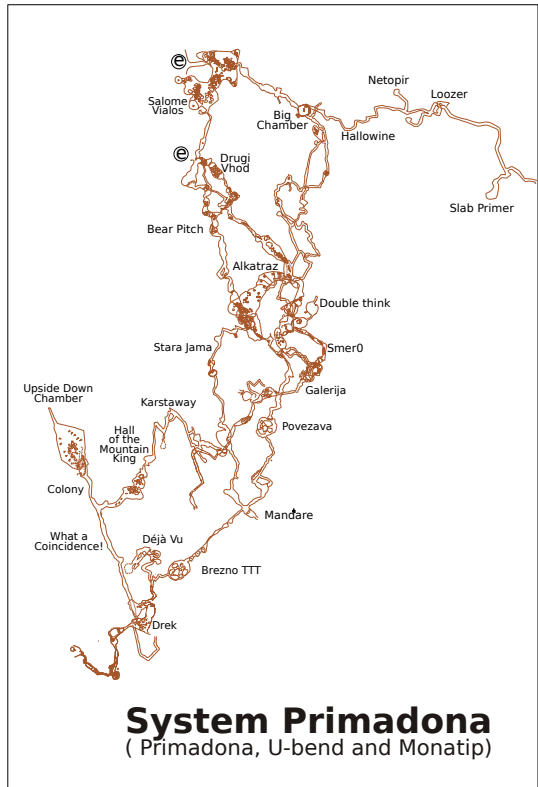 e
Salome
Vialos
Big
Chamber
Netopir
Loozer
Hallowine
e
Drugi
Vhod
Slab Primer
Bear Pitch
Alkatraz
Double think
Stara Jama
Smer0
Galerija
Upside Down
Chamber
Karstaway
Hall
of the
Mountain
King
Povezava
Colony
Mandare
What a
Coincidence!
Déjà Vu
Brezno TTT
Drek
System Primadona
( Primadona, U-bend and Monatip)